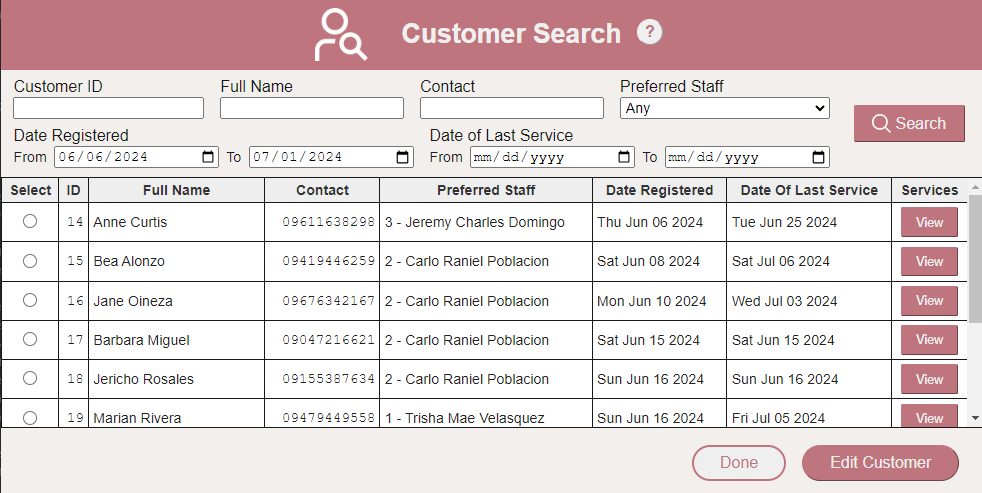 Customer Search ?
Customer ID Full Name Contact Preferred Staff
Any
Search
Date Registered Date of Last Service
From 06/06/2024 To 07/01/2024 From mm/dd/yyyy To mm/dd/yyyy
Select ID Full Name Contact Preferred Staff Date Registered Date Of Last Service Services
14 Anne Curtis 09611638298 3 - Jeremy Charles Domingo Thu Jun 06 2024 Tue Jun 25 2024 View
15 Bea Alonzo 09419446259 2 - Carlo Raniel Poblacion Sat Jun 08 2024 Sat Jul 06 2024 View
16 Jane Oineza 09676342167 2 - Carlo Raniel Poblacion Mon Jun 10 2024 Wed Jul 03 2024 View
17 Barbara Miguel 09047216621 2 - Carlo Raniel Poblacion Sat Jun 15 2024 Sat Jun 15 2024 View
18 Jericho Rosales 09155387634 2 - Carlo Raniel Poblacion Sun Jun 16 2024 Sun Jun 16 2024 View
19 Marian Rivera 09479449558 1 - Trisha Mae Velasquez Sun Jun 16 2024 Fri Jul 05 2024 View
Done Edit Customer